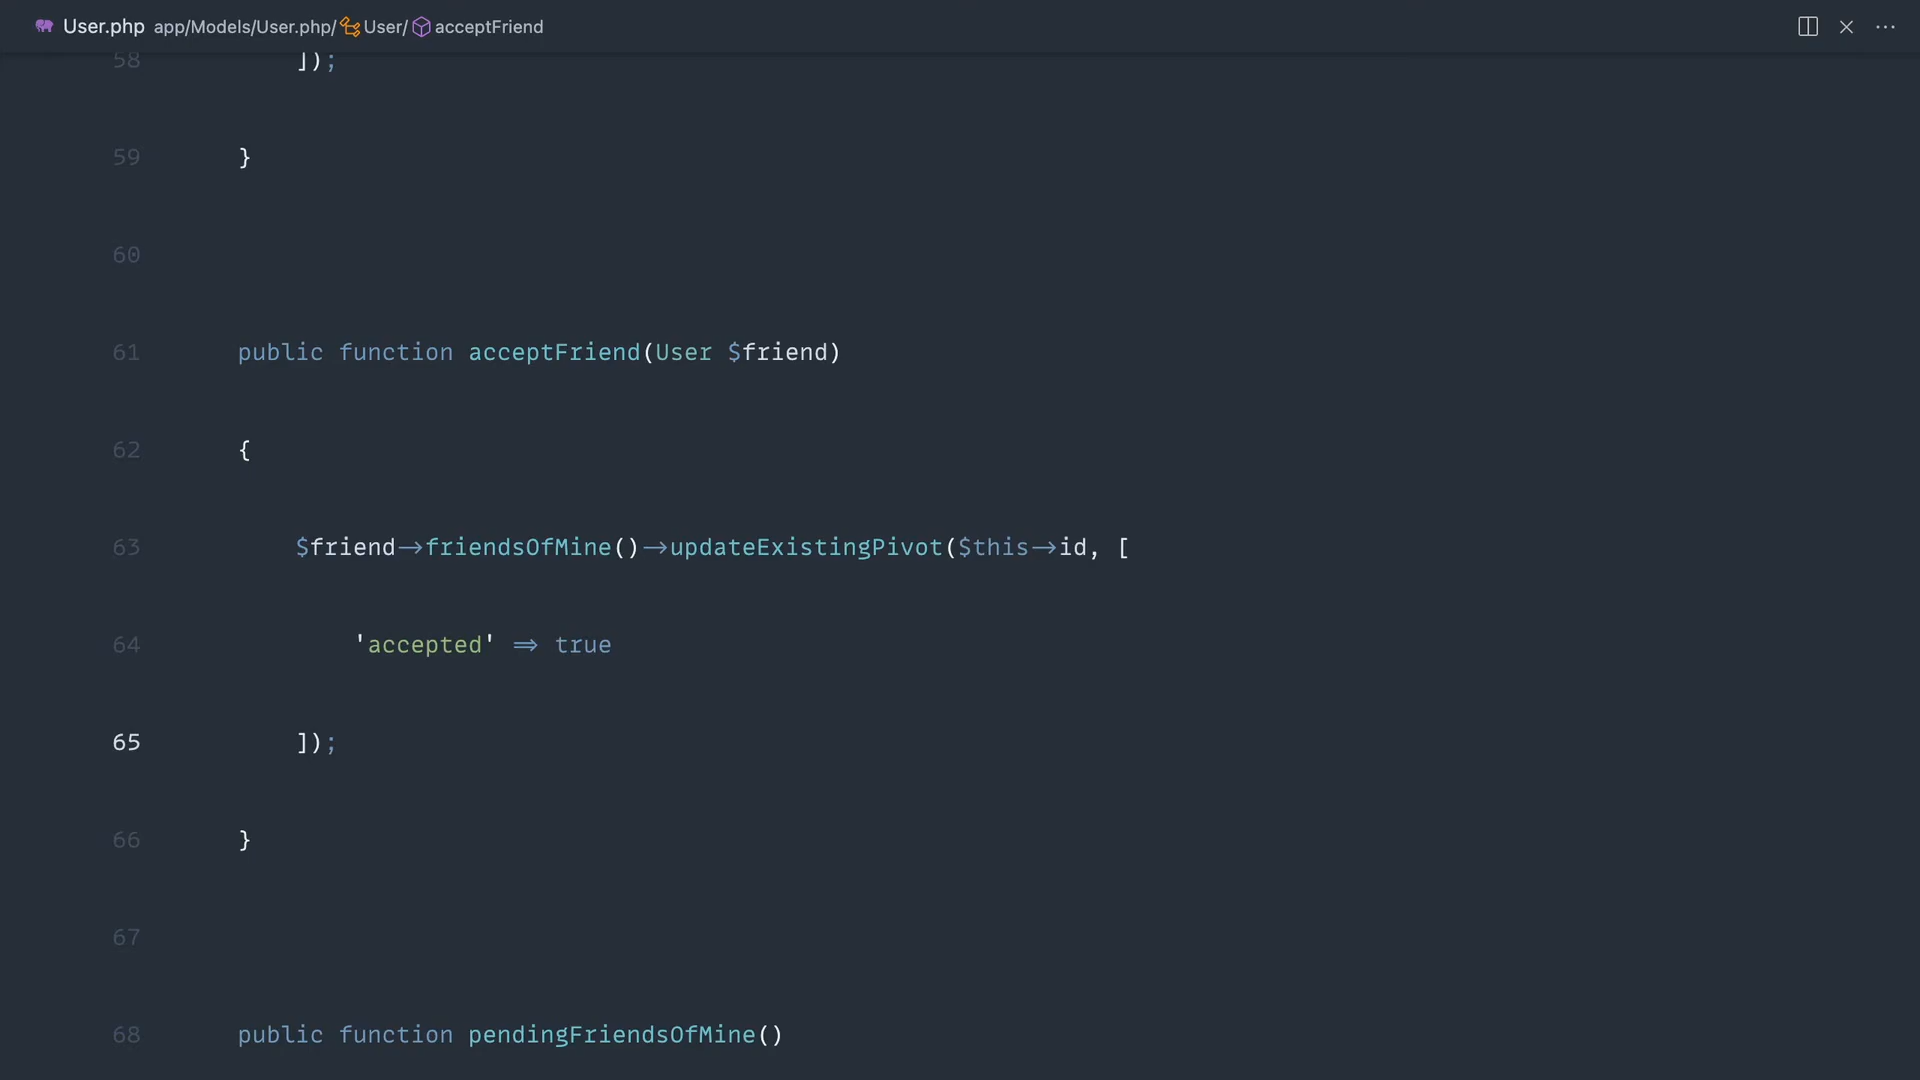 User.php app/Models/User.php/User/acceptFriend
58 ]);
59 }
60
61 public function acceptFriend(User $friend)
62 {
63 $friend->friendsOfMine()->updateExistingPivot($this->id, [
64 'accepted' => true
65 ]);
66 }
67
68 public function pendingFriendsOfMine()